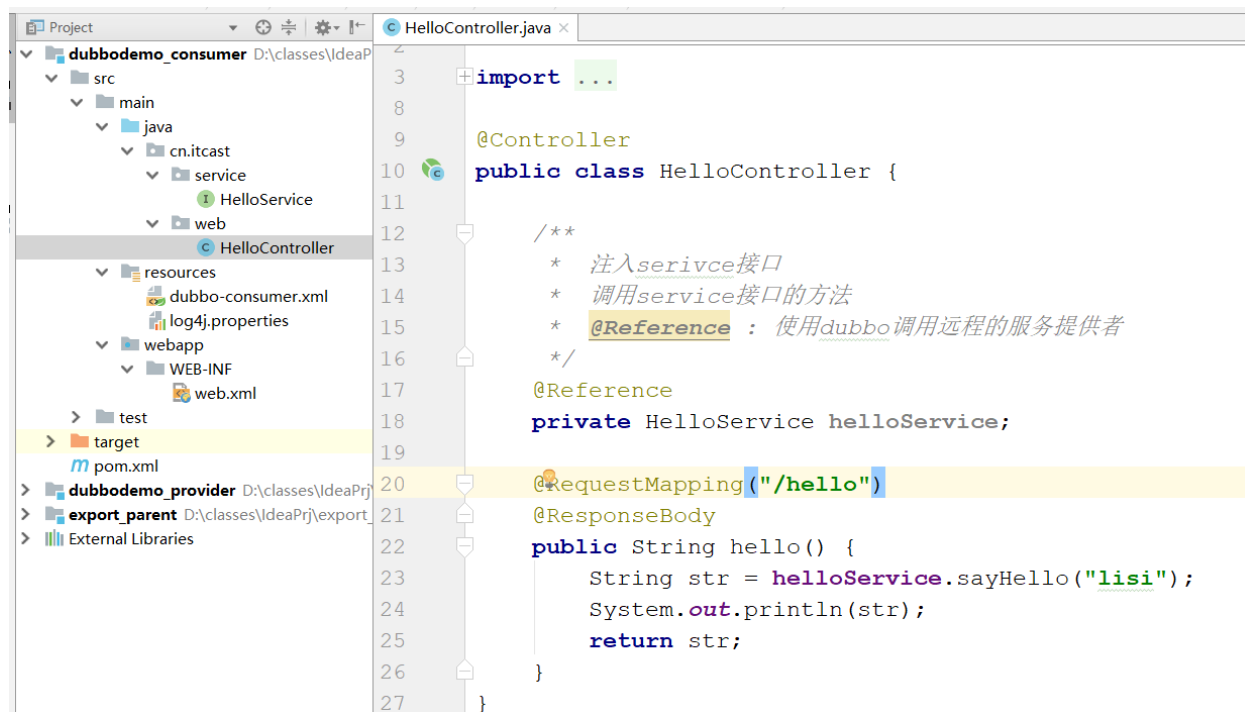 Project
HelloController.java
dubbodemo_consumer D:\classes\IdeaP
src
main
java
cn.itcast
service
HelloService
web
HelloController
resources
dubbo-consumer.xml
log4j.properties
webapp
WEB-INF
web.xml
test
target
pom.xml
dubbodemo_provider D:\classes\IdeaPrj
export_parent D:\classes\IdeaPrj\export_
External Libraries
2
3 import ...
8
9 @Controller
10 public class HelloController {
11
12 /**
13 * 注入serivce接口
14 * 调用service接口的方法
15 * @Reference : 使用dubbo调用远程的服务提供者
16 */
17 @Reference
18 private HelloService helloService;
19
20 @RequestMapping("/hello")
21 @ResponseBody
22 public String hello() {
23 String str = helloService.sayHello("lisi");
24 System.out.println(str);
25 return str;
26 }
27 }